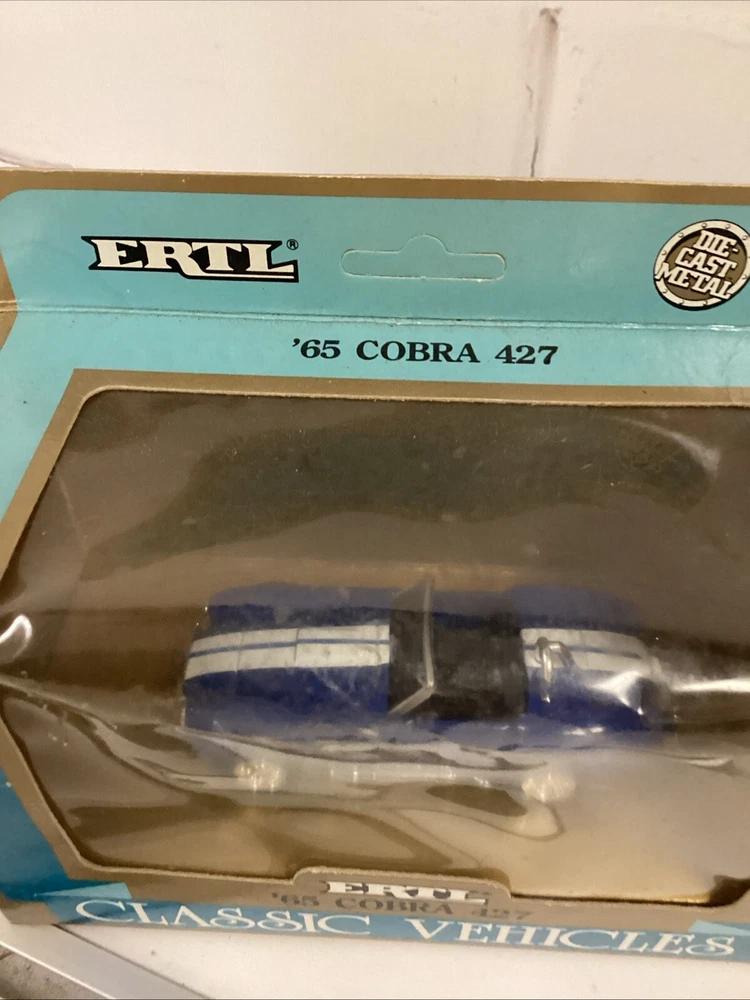 ERTL®
DIE
CAST
METAL
'65 COBRA 427
ERTL
'65 COBRA 427
CLASSIC VEHICLES